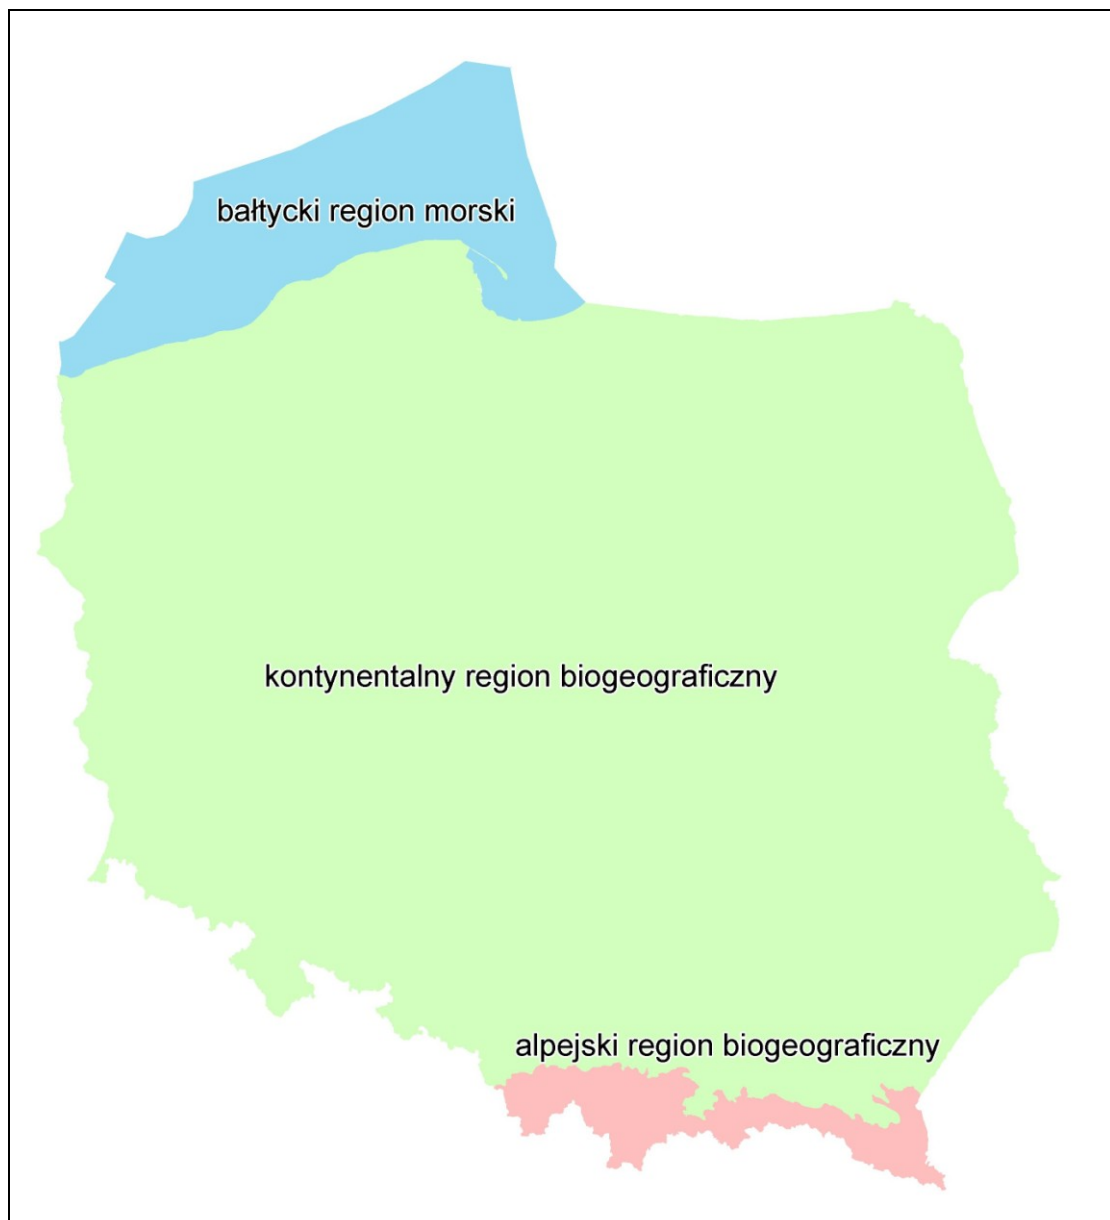 bałtycki region morski
kontynentalny region biogeograficzny
alpejski region biogeograficzny